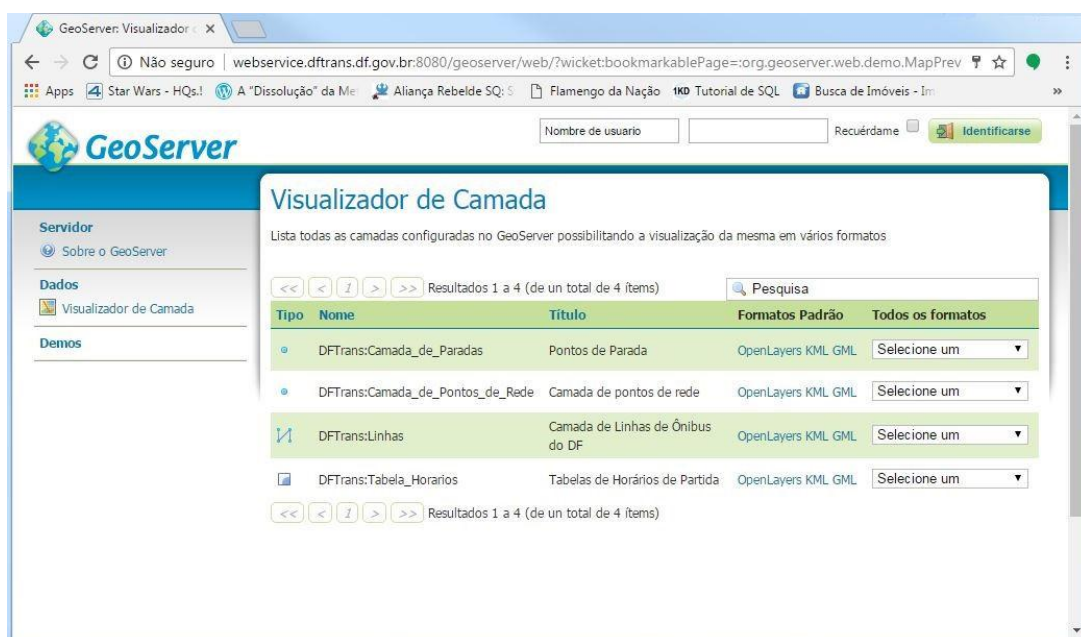 GeoServer: Visualizador
Não seguro | webservice.dftrans.df.gov.br:8080/geoserver/web/?wicket:bookmarkablePage=:org.geoserver.web.demo.MapPrev
Apps Star Wars - HQs.! A "Dissolução" da Me Aliança Rebelde SQ: Flamengo da Nação 1KD Tutorial de SQL Busca de Imóveis - Im »
GeoServer
Nombre de usuario Recuérdame Identificarse
Visualizador de Camada
Lista todas as camadas configuradas no GeoServer possibilitando a visualização da mesma em vários formatos
Servidor
Sobre o GeoServer
Dados
Visualizador de Camada
Demos
<< < 1 > >> Resultados 1 a 4 (de un total de 4 ítems) Pesquisa
Tipo Nome Título Formatos Padrão Todos os formatos
DFTrans:Camada_de_Paradas Pontos de Parada OpenLayers KML GML Selecione um
DFTrans:Camada_de_Pontos_de_Rede Camada de pontos de rede OpenLayers KML GML Selecione um
DFTrans:Linhas Camada de Linhas de Ônibus do DF OpenLayers KML GML Selecione um
DFTrans:Tabela_Horarios Tabelas de Horários de Partida OpenLayers KML GML Selecione um
<< < 1 > >> Resultados 1 a 4 (de un total de 4 ítems)